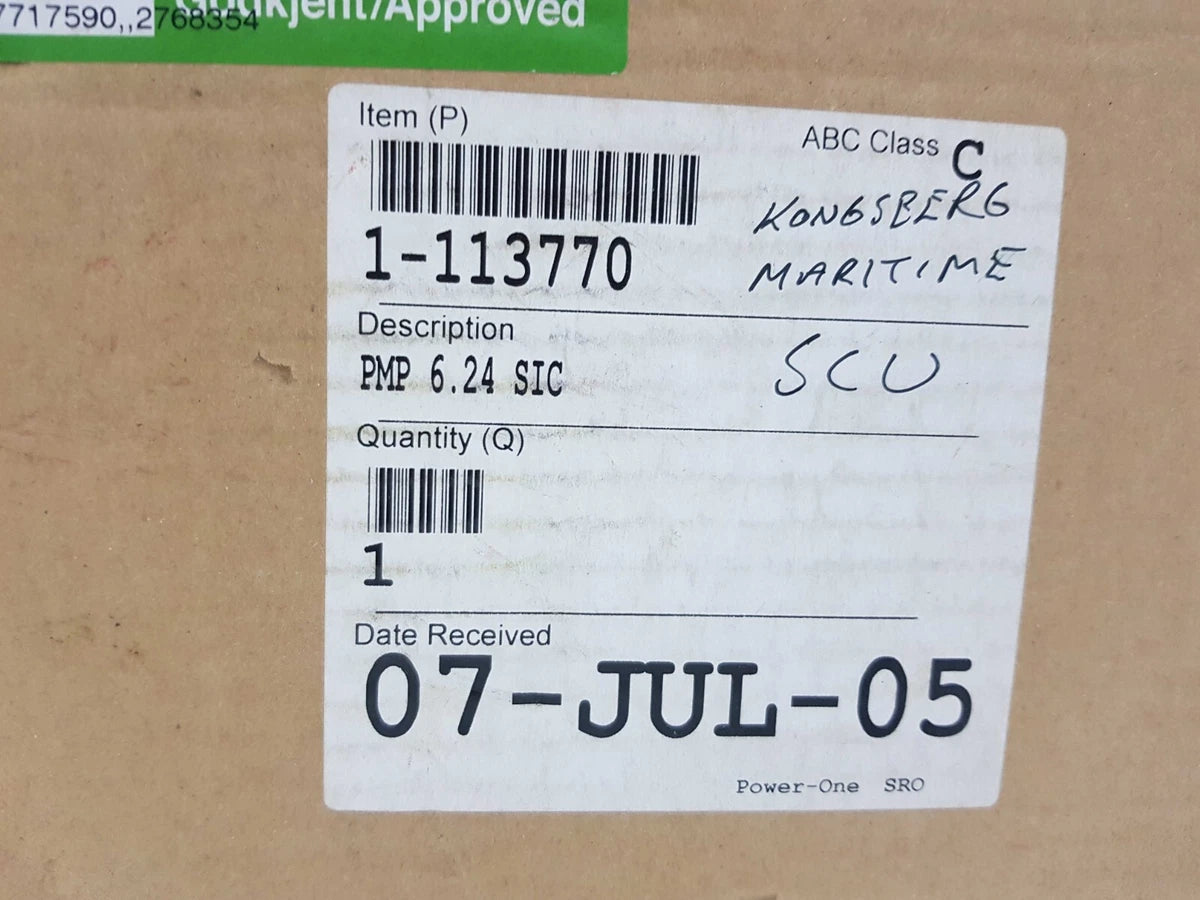 7717590,,2768354
Godkjent/Approved
Item (P)
ABC Class C
1-113770
KONGSBERG
MARITIME
Description
PMP 6.24 SIC
SCU
Quantity (Q)
1
Date Received
07-JUL-05
Power-One SRO